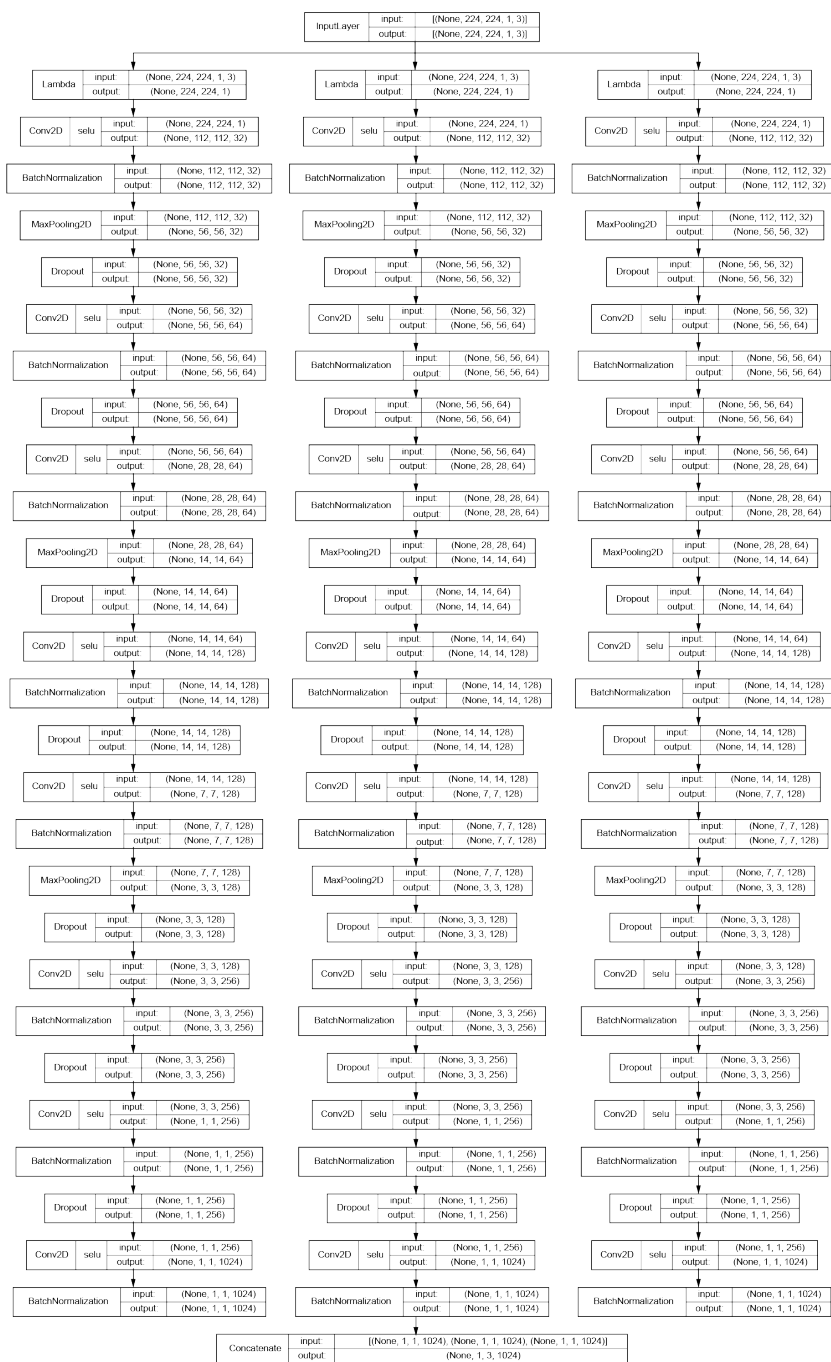 InputLayer input: [(None, 224, 224, 1, 3)]
output: [(None, 224, 224, 1, 3)]
Lambda input: (None, 224, 224, 1, 3)
output: (None, 224, 224, 1)
Conv2D selu input: (None, 224, 224, 1)
output: (None, 112, 112, 32)
BatchNormalization input: (None, 112, 112, 32)
output: (None, 112, 112, 32)
MaxPooling2D input: (None, 112, 112, 32)
output: (None, 56, 56, 32)
Dropout input: (None, 56, 56, 32)
output: (None, 56, 56, 32)
Conv2D selu input: (None, 56, 56, 32)
output: (None, 56, 56, 64)
BatchNormalization input: (None, 56, 56, 64)
output: (None, 56, 56, 64)
Dropout input: (None, 56, 56, 64)
output: (None, 56, 56, 64)
Conv2D selu input: (None, 56, 56, 64)
output: (None, 28, 28, 64)
BatchNormalization input: (None, 28, 28, 64)
output: (None, 28, 28, 64)
MaxPooling2D input: (None, 28, 28, 64)
output: (None, 14, 14, 64)
Dropout input: (None, 14, 14, 64)
output: (None, 14, 14, 64)
Conv2D selu input: (None, 14, 14, 64)
output: (None, 14, 14, 128)
BatchNormalization input: (None, 14, 14, 128)
output: (None, 14, 14, 128)
Dropout input: (None, 14, 14, 128)
output: (None, 14, 14, 128)
Conv2D selu input: (None, 14, 14, 128)
output: (None, 7, 7, 128)
BatchNormalization input: (None, 7, 7, 128)
output: (None, 7, 7, 128)
MaxPooling2D input: (None, 7, 7, 128)
output: (None, 3, 3, 128)
Dropout input: (None, 3, 3, 128)
output: (None, 3, 3, 128)
Conv2D selu input: (None, 3, 3, 128)
output: (None, 3, 3, 256)
BatchNormalization input: (None, 3, 3, 256)
output: (None, 3, 3, 256)
Dropout input: (None, 3, 3, 256)
output: (None, 3, 3, 256)
Conv2D selu input: (None, 3, 3, 256)
output: (None, 1, 1, 256)
BatchNormalization input: (None, 1, 1, 256)
output: (None, 1, 1, 256)
Dropout input: (None, 1, 1, 256)
output: (None, 1, 1, 256)
Conv2D selu input: (None, 1, 1, 256)
output: (None, 1, 1, 1024)
BatchNormalization input: (None, 1, 1, 1024)
output: (None, 1, 1, 1024)
Lambda input: (None, 224, 224, 1, 3)
output: (None, 224, 224, 1)
Conv2D selu input: (None, 224, 224, 1)
output: (None, 112, 112, 32)
BatchNormalization input: (None, 112, 112, 32)
output: (None, 112, 112, 32)
MaxPooling2D input: (None, 112, 112, 32)
output: (None, 56, 56, 32)
Dropout input: (None, 56, 56, 32)
output: (None, 56, 56, 32)
Conv2D selu input: (None, 56, 56, 32)
output: (None, 56, 56, 64)
BatchNormalization input: (None, 56, 56, 64)
output: (None, 56, 56, 64)
Dropout input: (None, 56, 56, 64)
output: (None, 56, 56, 64)
Conv2D selu input: (None, 56, 56, 64)
output: (None, 28, 28, 64)
BatchNormalization input: (None, 28, 28, 64)
output: (None, 28, 28, 64)
MaxPooling2D input: (None, 28, 28, 64)
output: (None, 14, 14, 64)
Dropout input: (None, 14, 14, 64)
output: (None, 14, 14, 64)
Conv2D selu input: (None, 14, 14, 64)
output: (None, 14, 14, 128)
BatchNormalization input: (None, 14, 14, 128)
output: (None, 14, 14, 128)
Dropout input: (None, 14, 14, 128)
output: (None, 14, 14, 128)
Conv2D selu input: (None, 14, 14, 128)
output: (None, 7, 7, 128)
BatchNormalization input: (None, 7, 7, 128)
output: (None, 7, 7, 128)
MaxPooling2D input: (None, 7, 7, 128)
output: (None, 3, 3, 128)
Dropout input: (None, 3, 3, 128)
output: (None, 3, 3, 128)
Conv2D selu input: (None, 3, 3, 128)
output: (None, 3, 3, 256)
BatchNormalization input: (None, 3, 3, 256)
output: (None, 3, 3, 256)
Dropout input: (None, 3, 3, 256)
output: (None, 3, 3, 256)
Conv2D selu input: (None, 3, 3, 256)
output: (None, 1, 1, 256)
BatchNormalization input: (None, 1, 1, 256)
output: (None, 1, 1, 256)
Dropout input: (None, 1, 1, 256)
output: (None, 1, 1, 256)
Conv2D selu input: (None, 1, 1, 256)
output: (None, 1, 1, 1024)
BatchNormalization input: (None, 1, 1, 1024)
output: (None, 1, 1, 1024)
Lambda input: (None, 224, 224, 1, 3)
output: (None, 224, 224, 1)
Conv2D selu input: (None, 224, 224, 1)
output: (None, 112, 112, 32)
BatchNormalization input: (None, 112, 112, 32)
output: (None, 112, 112, 32)
MaxPooling2D input: (None, 112, 112, 32)
output: (None, 56, 56, 32)
Dropout input: (None, 56, 56, 32)
output: (None, 56, 56, 32)
Conv2D selu input: (None, 56, 56, 32)
output: (None, 56, 56, 64)
BatchNormalization input: (None, 56, 56, 64)
output: (None, 56, 56, 64)
Dropout input: (None, 56, 56, 64)
output: (None, 56, 56, 64)
Conv2D selu input: (None, 56, 56, 64)
output: (None, 28, 28, 64)
BatchNormalization input: (None, 28, 28, 64)
output: (None, 28, 28, 64)
MaxPooling2D input: (None, 28, 28, 64)
output: (None, 14, 14, 64)
Dropout input: (None, 14, 14, 64)
output: (None, 14, 14, 64)
Conv2D selu input: (None, 14, 14, 64)
output: (None, 14, 14, 128)
BatchNormalization input: (None, 14, 14, 128)
output: (None, 14, 14, 128)
Dropout input: (None, 14, 14, 128)
output: (None, 14, 14, 128)
Conv2D selu input: (None, 14, 14, 128)
output: (None, 7, 7, 128)
BatchNormalization input: (None, 7, 7, 128)
output: (None, 7, 7, 128)
MaxPooling2D input: (None, 7, 7, 128)
output: (None, 3, 3, 128)
Dropout input: (None, 3, 3, 128)
output: (None, 3, 3, 128)
Conv2D selu input: (None, 3, 3, 128)
output: (None, 3, 3, 256)
BatchNormalization input: (None, 3, 3, 256)
output: (None, 3, 3, 256)
Dropout input: (None, 3, 3, 256)
output: (None, 3, 3, 256)
Conv2D selu input: (None, 3, 3, 256)
output: (None, 1, 1, 256)
BatchNormalization input: (None, 1, 1, 256)
output: (None, 1, 1, 256)
Dropout input: (None, 1, 1, 256)
output: (None, 1, 1, 256)
Conv2D selu input: (None, 1, 1, 256)
output: (None, 1, 1, 1024)
BatchNormalization input: (None, 1, 1, 1024)
output: (None, 1, 1, 1024)
Concatenate input: [(None, 1, 1, 1024), (None, 1, 1, 1024), (None, 1, 1, 1024)]
output: (None, 1, 3, 1024)